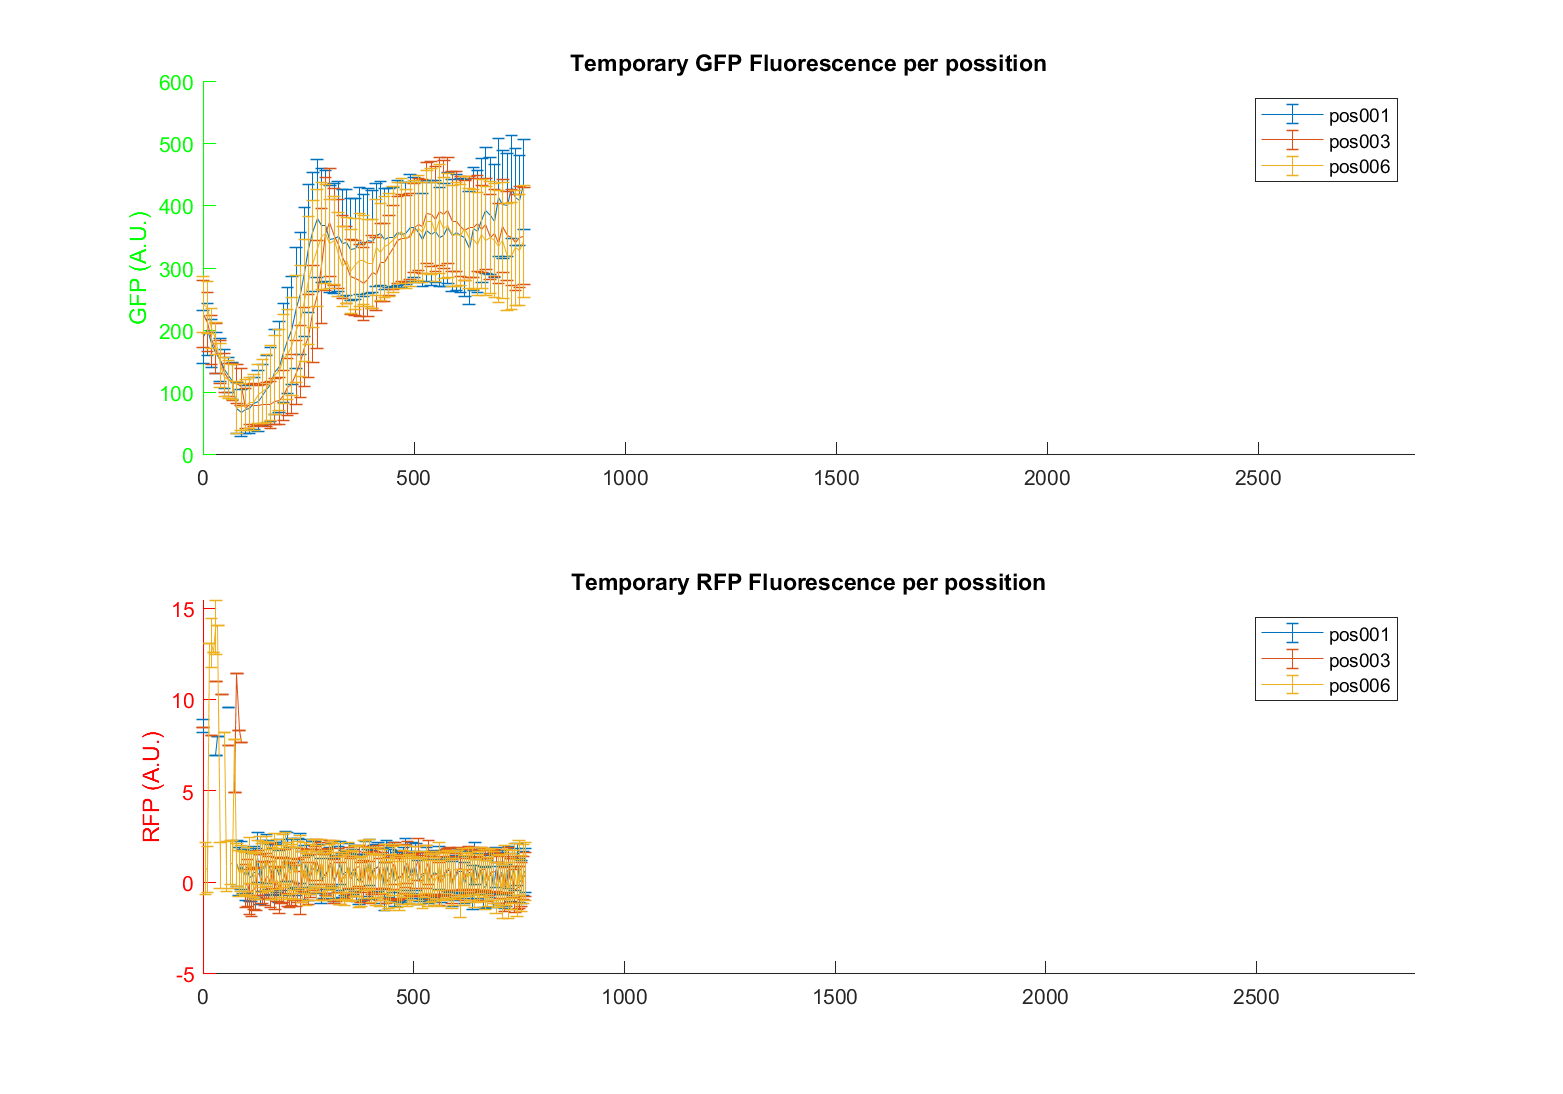 Temporary GFP Fluorescence per possition
600
500
400
300
200
100
0
GFP (A.U.)
0 500 1000 1500 2000 2500
pos001
pos003
pos006
Temporary RFP Fluorescence per possition
15
10
5
0
-5
RFP (A.U.)
0 500 1000 1500 2000 2500
pos001
pos003
pos006